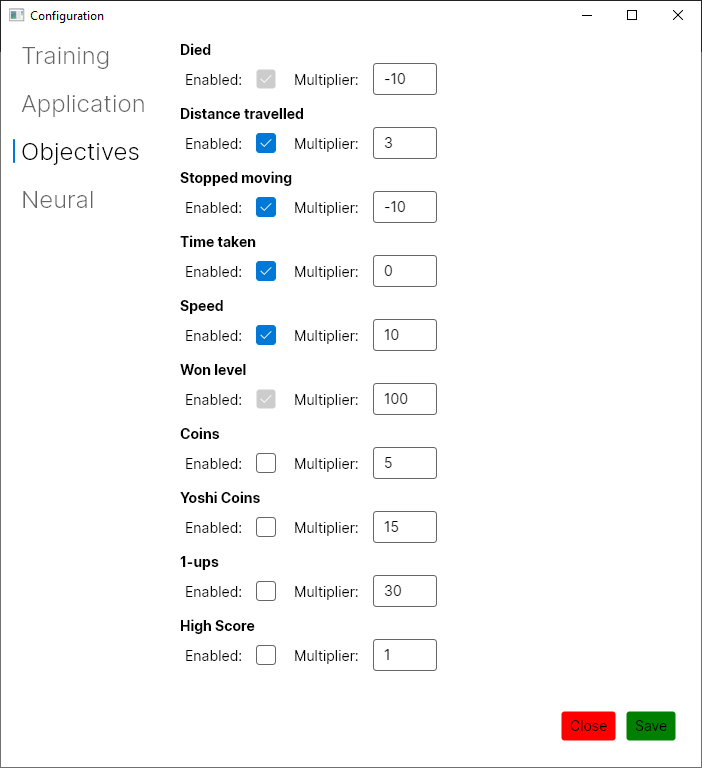 Configuration
Training
Application
Objectives
Neural
Died
Enabled: Multiplier: -10
Distance travelled
Enabled: Multiplier: 3
Stopped moving
Enabled: Multiplier: -10
Time taken
Enabled: Multiplier: 0
Speed
Enabled: Multiplier: 10
Won level
Enabled: Multiplier: 100
Coins
Enabled: Multiplier: 5
Yoshi Coins
Enabled: Multiplier: 15
1-ups
Enabled: Multiplier: 30
High Score
Enabled: Multiplier: 1
Close Save